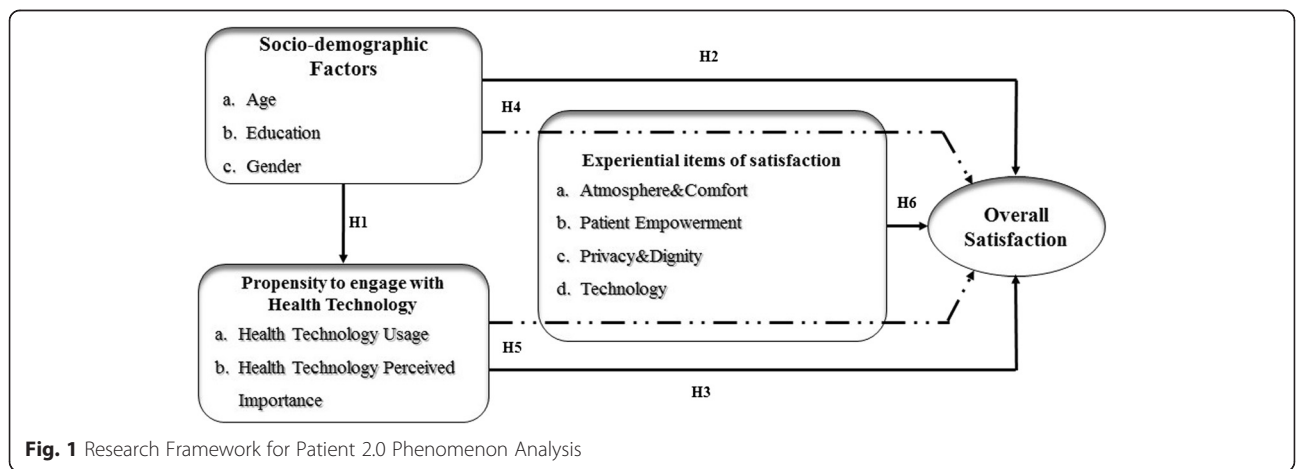 Socio-demographic
Factors
a. Age
b. Education
c. Gender
H2
H4
H1
Experiential items of satisfaction
a. Atmosphere&Comfort
b. Patient Empowerment
c. Privacy&Dignity
d. Technology
H6
Overall
Satisfaction
Propensity to engage with
Health Technology
a. Health Technology Usage
b. Health Technology Perceived
Importance
H5
H3
Fig. 1 Research Framework for Patient 2.0 Phenomenon Analysis